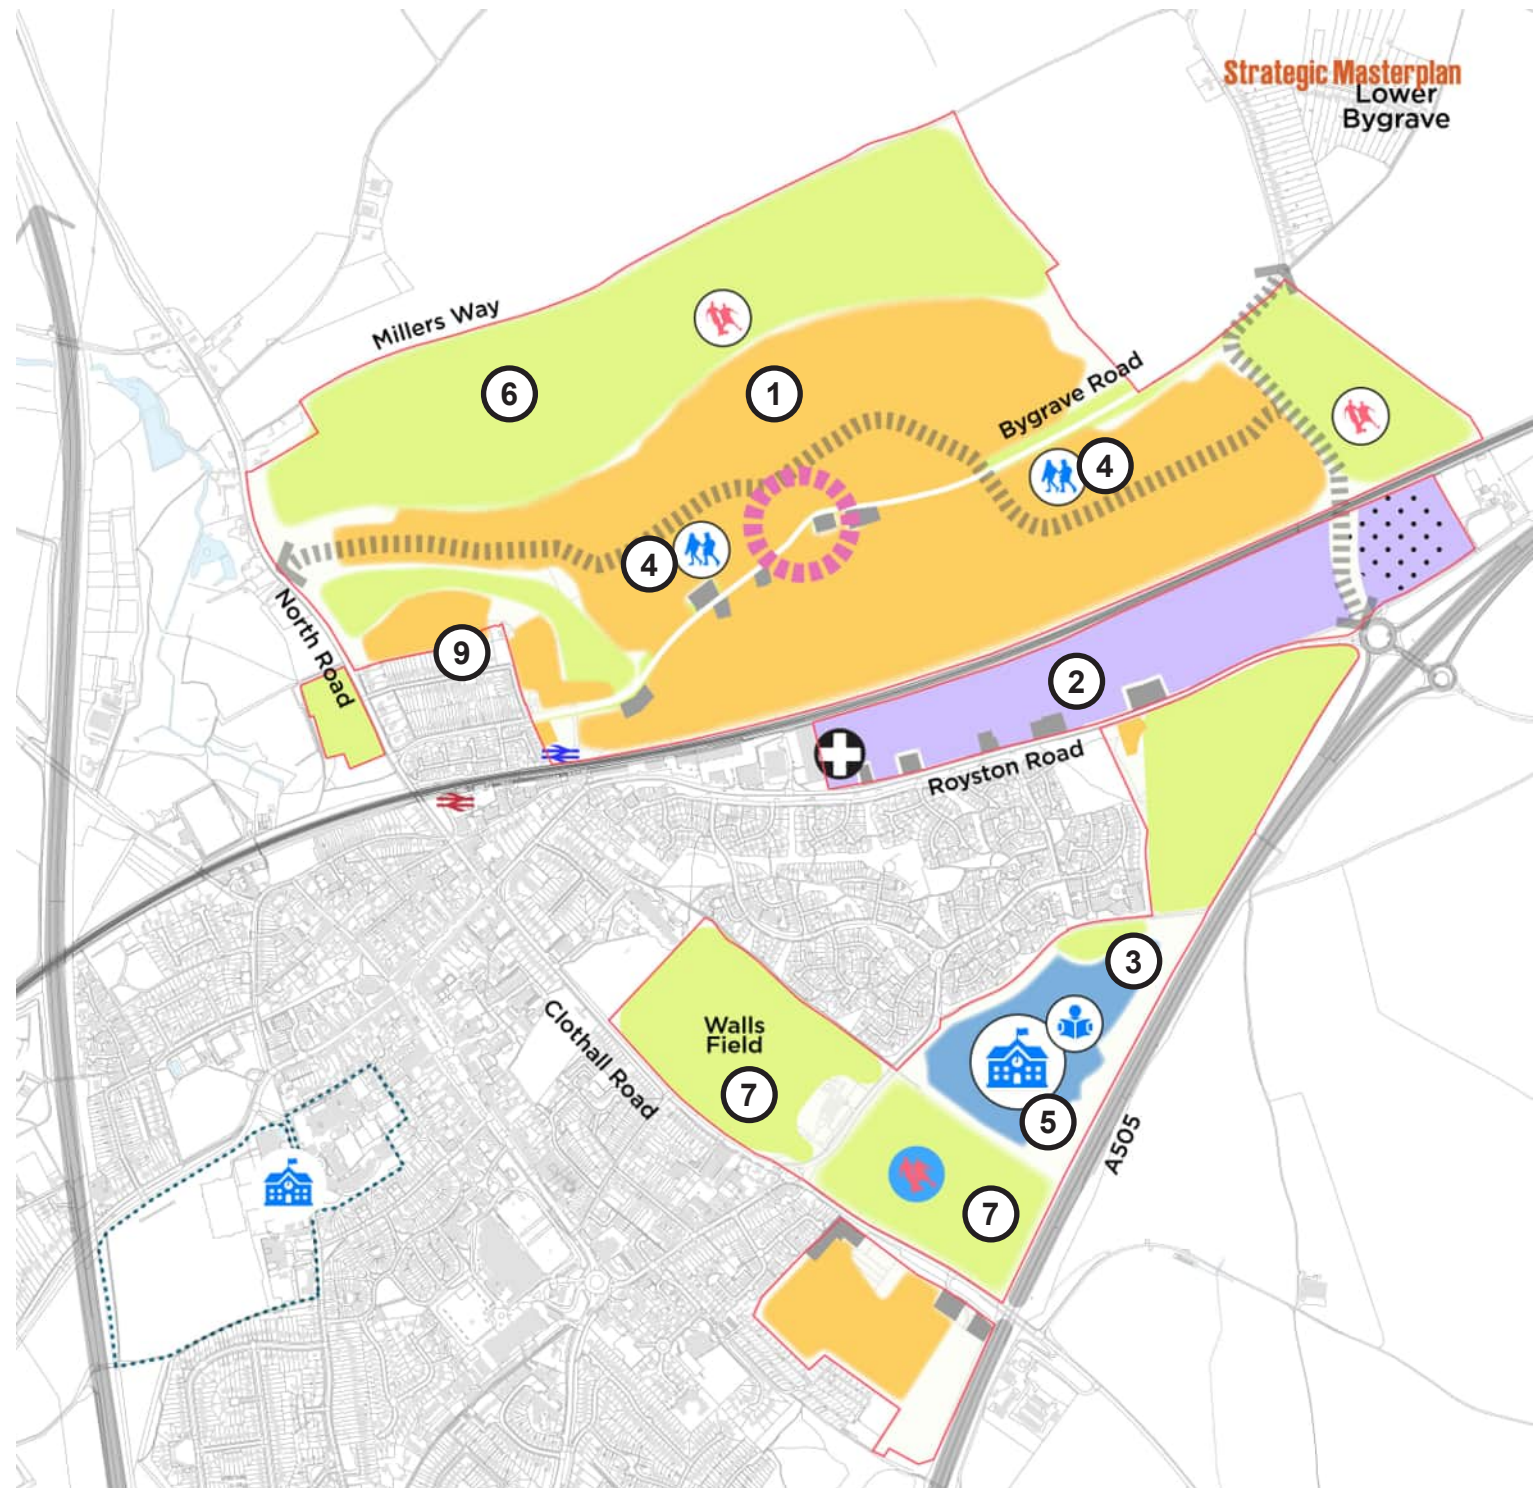 Strategic Masterplan
Lower
Bygrave
Millers Way
6
1
Bygrave Road
4
4
North Road
9
2
Royston Road
3
Walls
Field
Clothall Road
7
5
A505
7